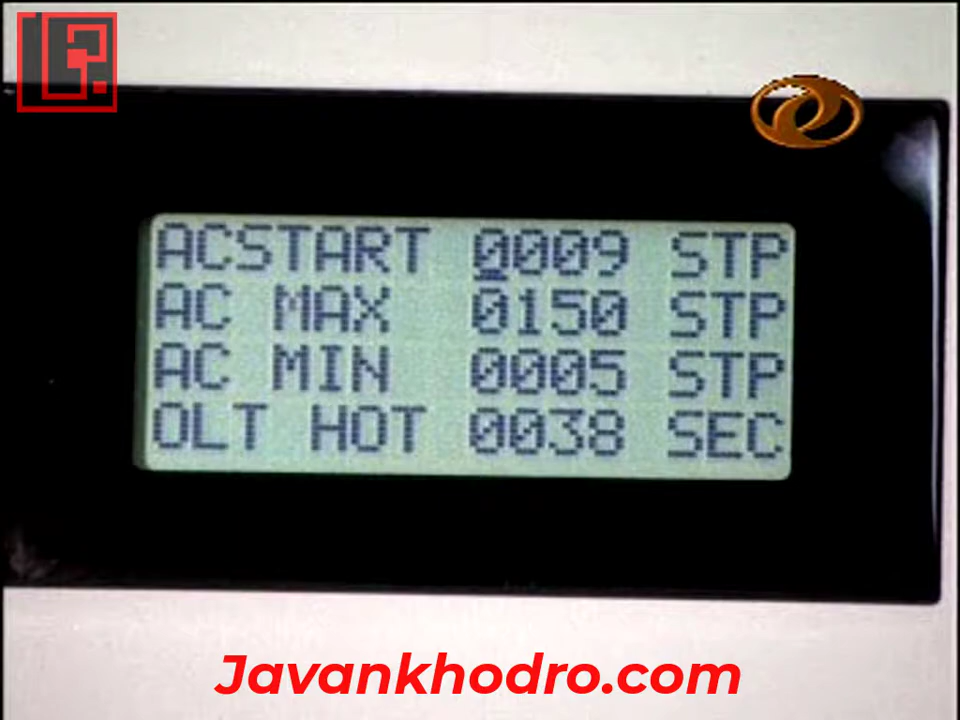 ACSTART 0009 STP
AC MAX 0150 STP
AC MIN 0005 STP
OLT HOT 0038 SEC
Javankhodro.com